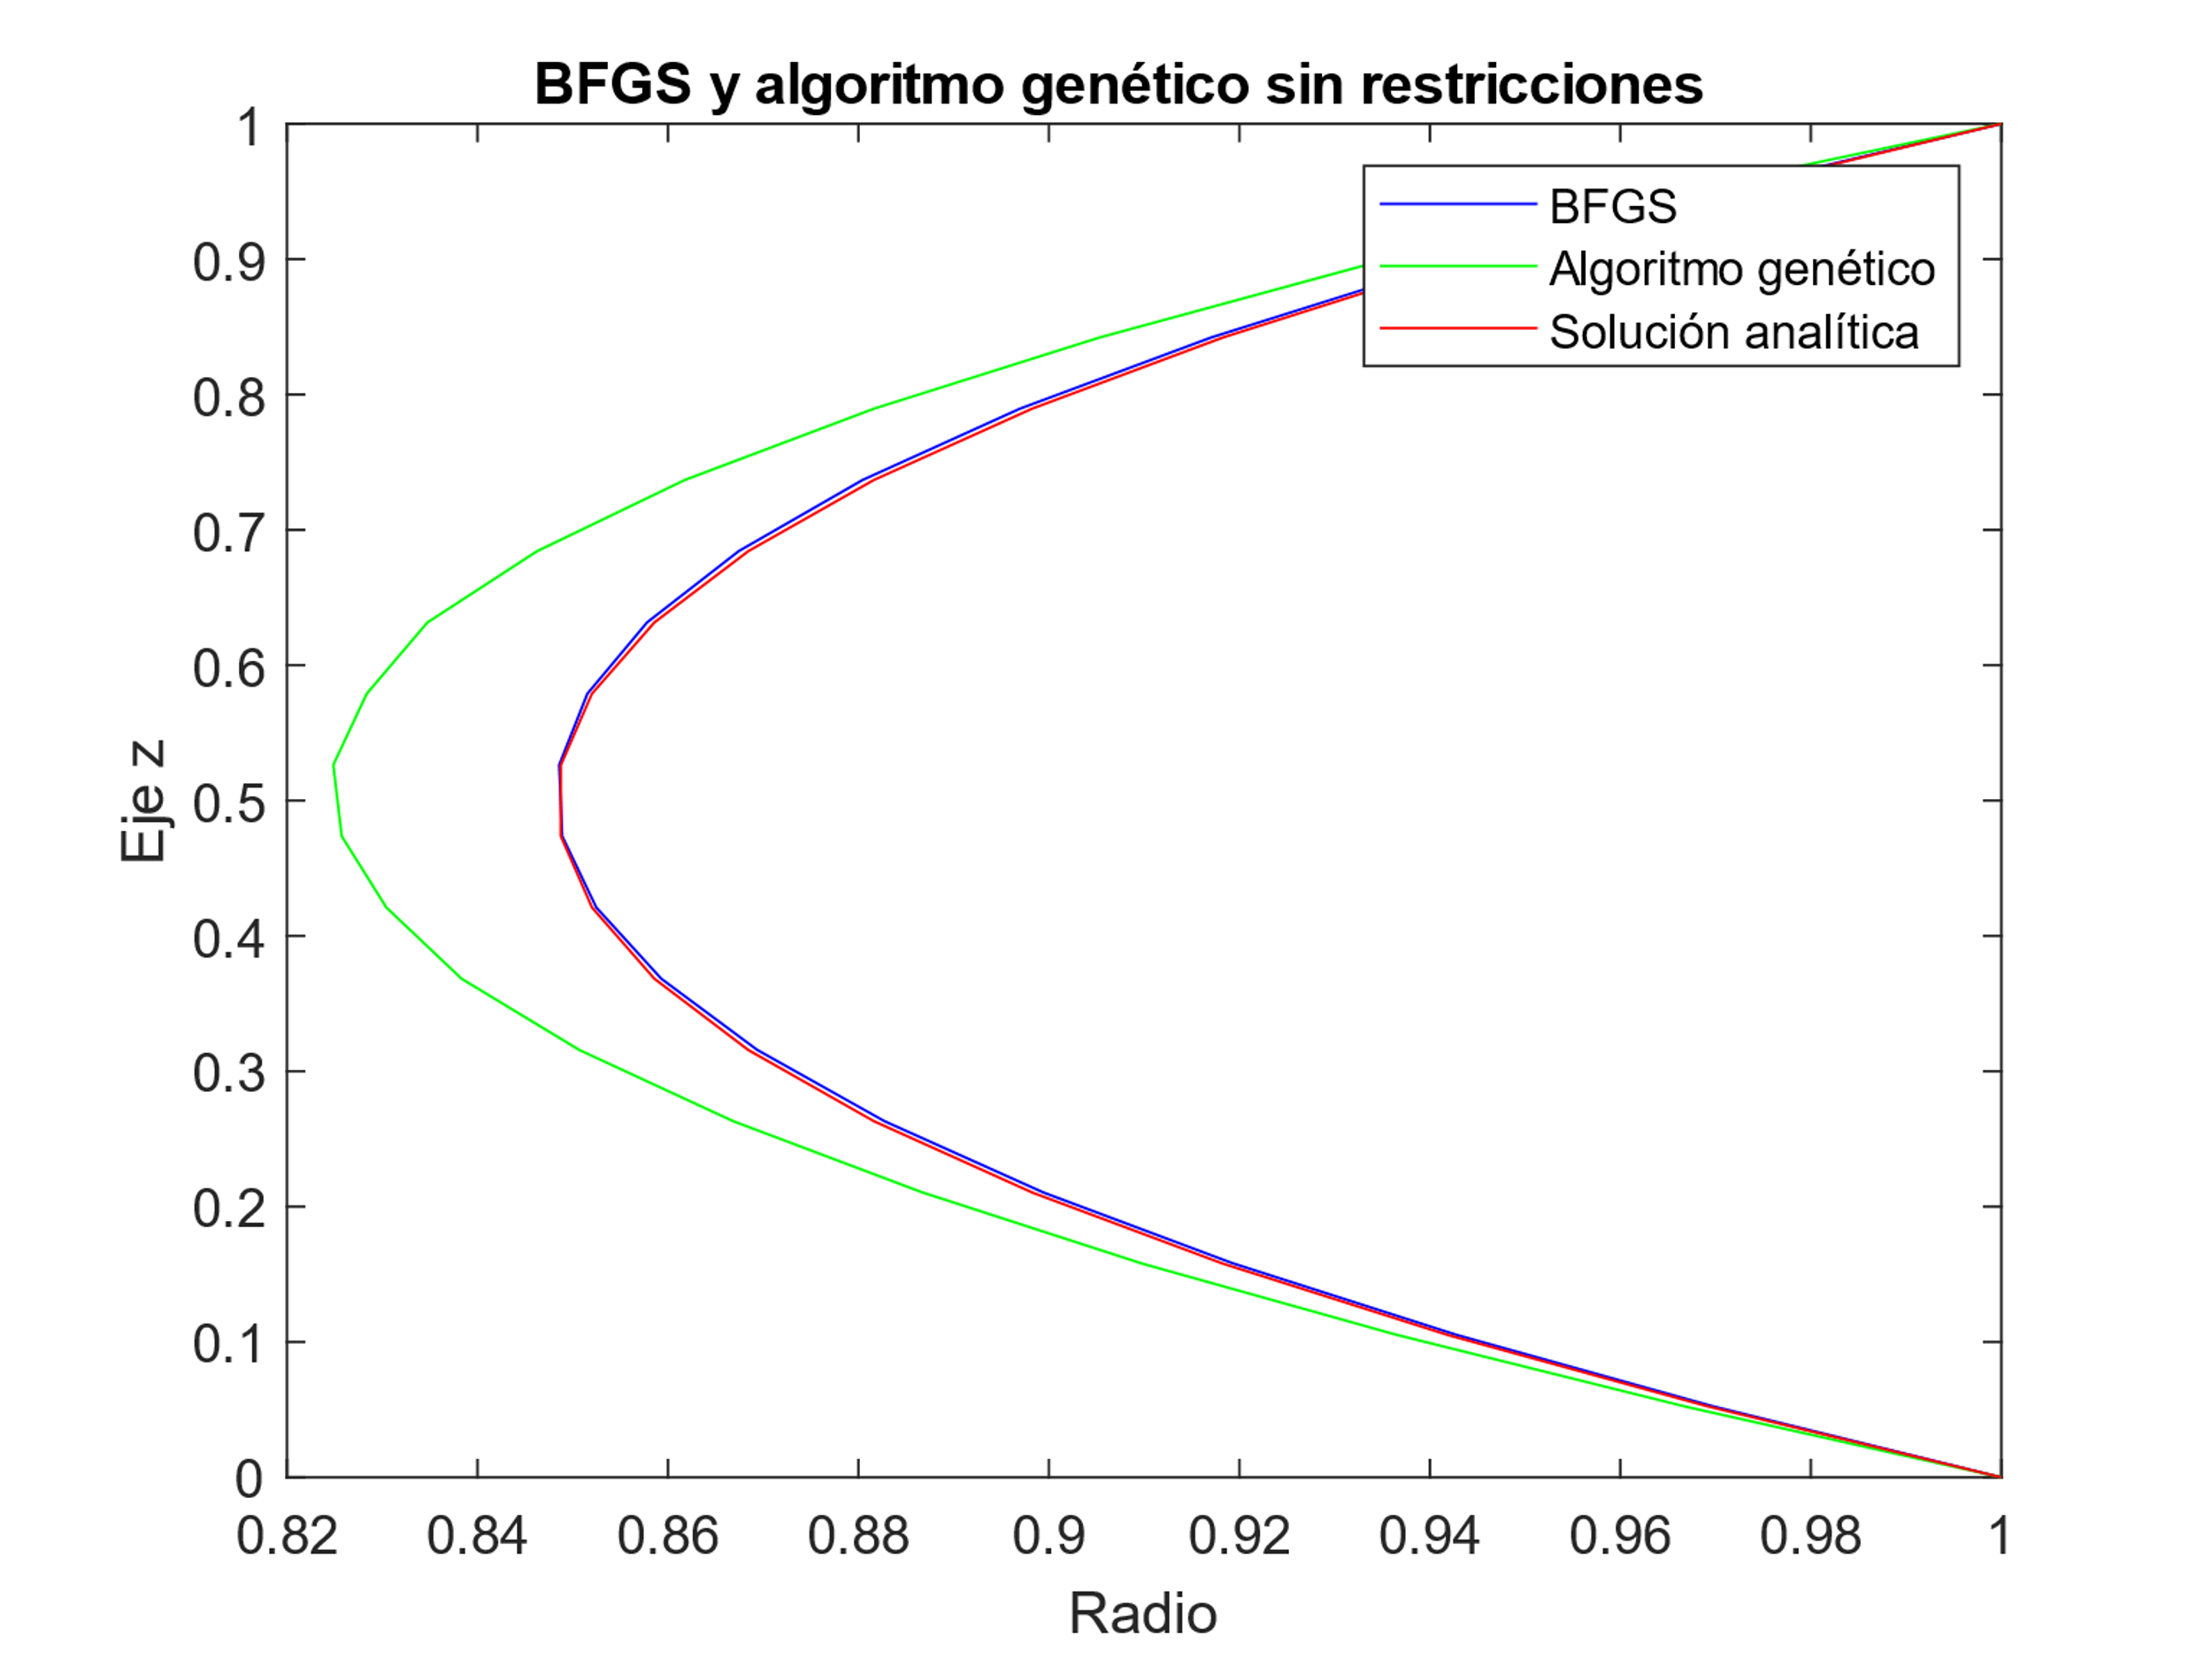 BFGS y algoritmo genético sin restricciones
1
0.9
0.8
0.7
0.6
0.5
0.4
0.3
0.2
0.1
0
Eje z
BFGS
Algoritmo genético
Solución analítica
0.82 0.84 0.86 0.88 0.9 0.92 0.94 0.96 0.98 1
Radio